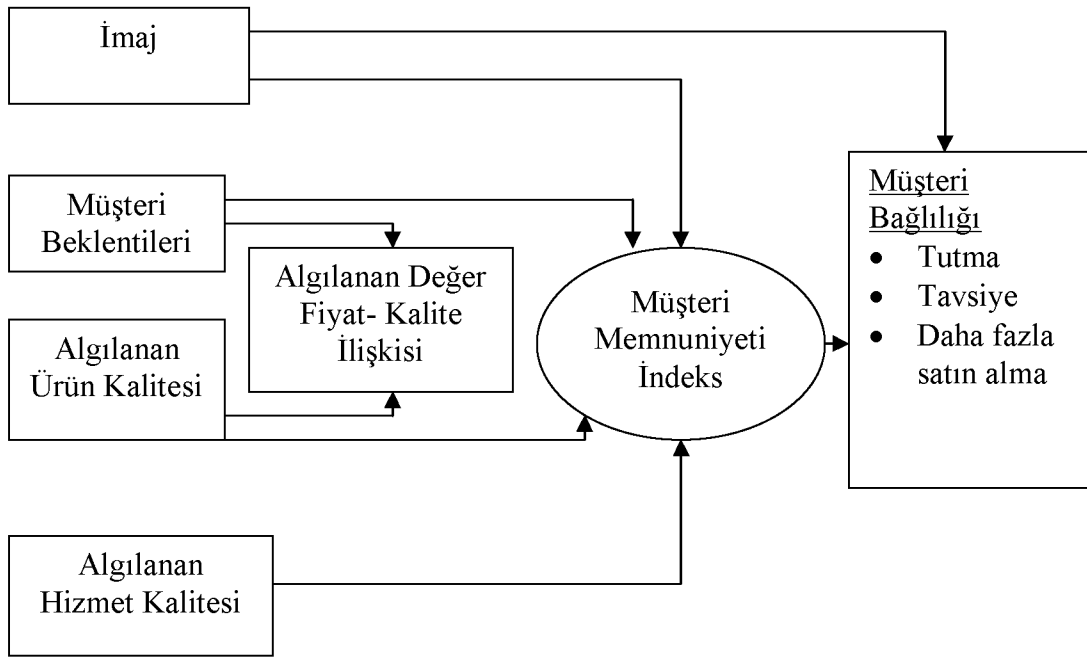 İmaj
Müşteri
Beklentileri
Algılanan Değer
Fiyat- Kalite
İlişkisi
Algılanan
Ürün Kalitesi
Algılanan
Hizmet Kalitesi
Müşteri
Memnuniyeti
İndeks
Müşteri
Bağlılığı
• Tutma
• Tavsiye
• Daha fazla
satın alma